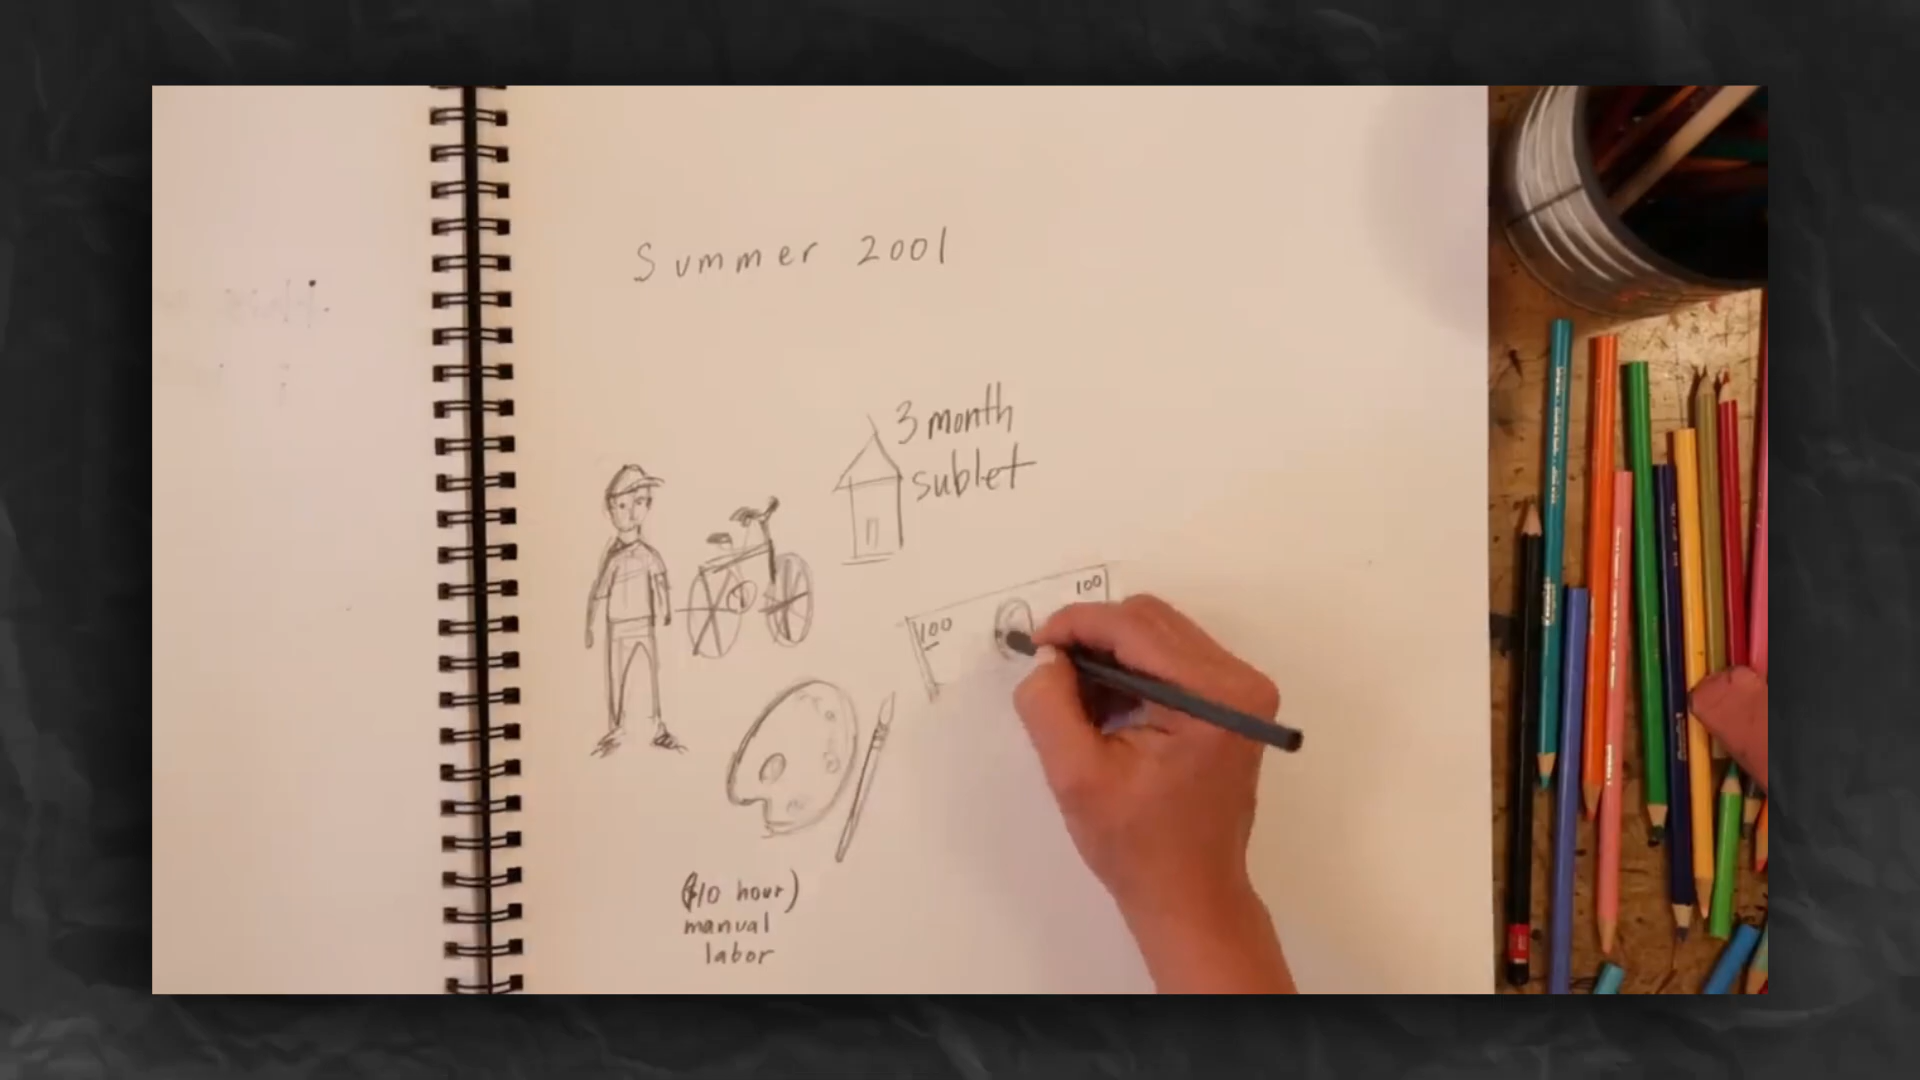 Summer 2001
3 month
sublet
100
100
($10 hour)
manual
labor